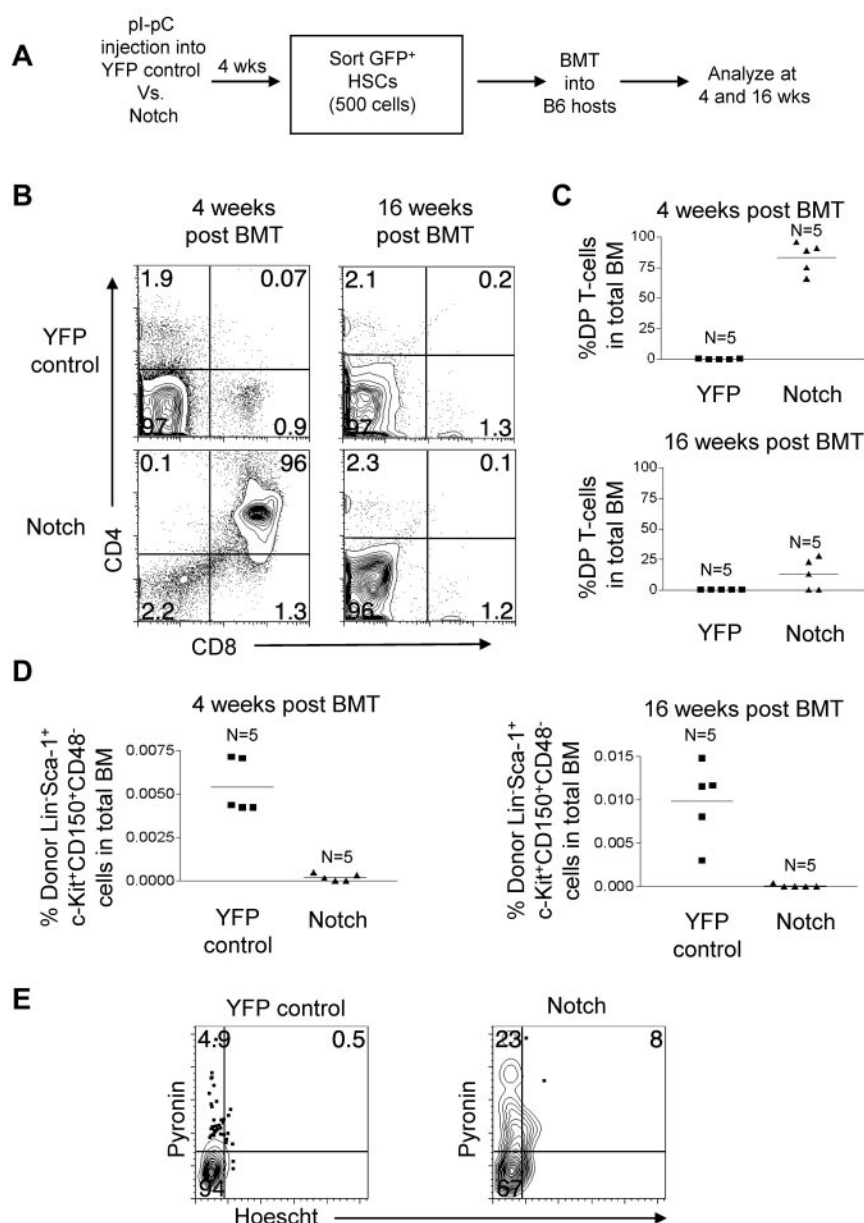 A
pI-pC
injection into
YFP control
Vs.
Notch
4 wks
Sort GFP⁺
HSCs
(500 cells)
BMT
into
B6 hosts
Analyze at
4 and 16 wks
B
4 weeks
post BMT
16 weeks
post BMT
YFP
control
1.9
0.07
97
0.9
2.1
0.2
97
1.3
Notch
0.1
96
2.2
1.3
2.3
0.1
96
1.2
CD4
CD8
C
4 weeks post BMT
%DP T-cells
in total BM
100
75
50
25
0
N=5
N=5
YFP
Notch
16 weeks post BMT
%DP T-cells
in total BM
100
75
50
25
0
N=5
N=5
YFP
Notch
D
4 weeks post BMT
% Donor Lin⁻Sca-1⁺
c-Kit⁺CD150⁺CD48⁻
cells in total BM
0.0075
0.0050
0.0025
0.0000
N=5
N=5
YFP
control
Notch
16 weeks post BMT
% Donor Lin⁻Sca-1⁺
c-Kit⁺CD150⁺CD48⁻
cells in total BM
0.015
0.010
0.005
0.000
N=5
N=5
YFP
control
Notch
E
YFP control
Pyronin
4.9
0.5
94
Notch
Pyronin
23
8
67
Hoescht